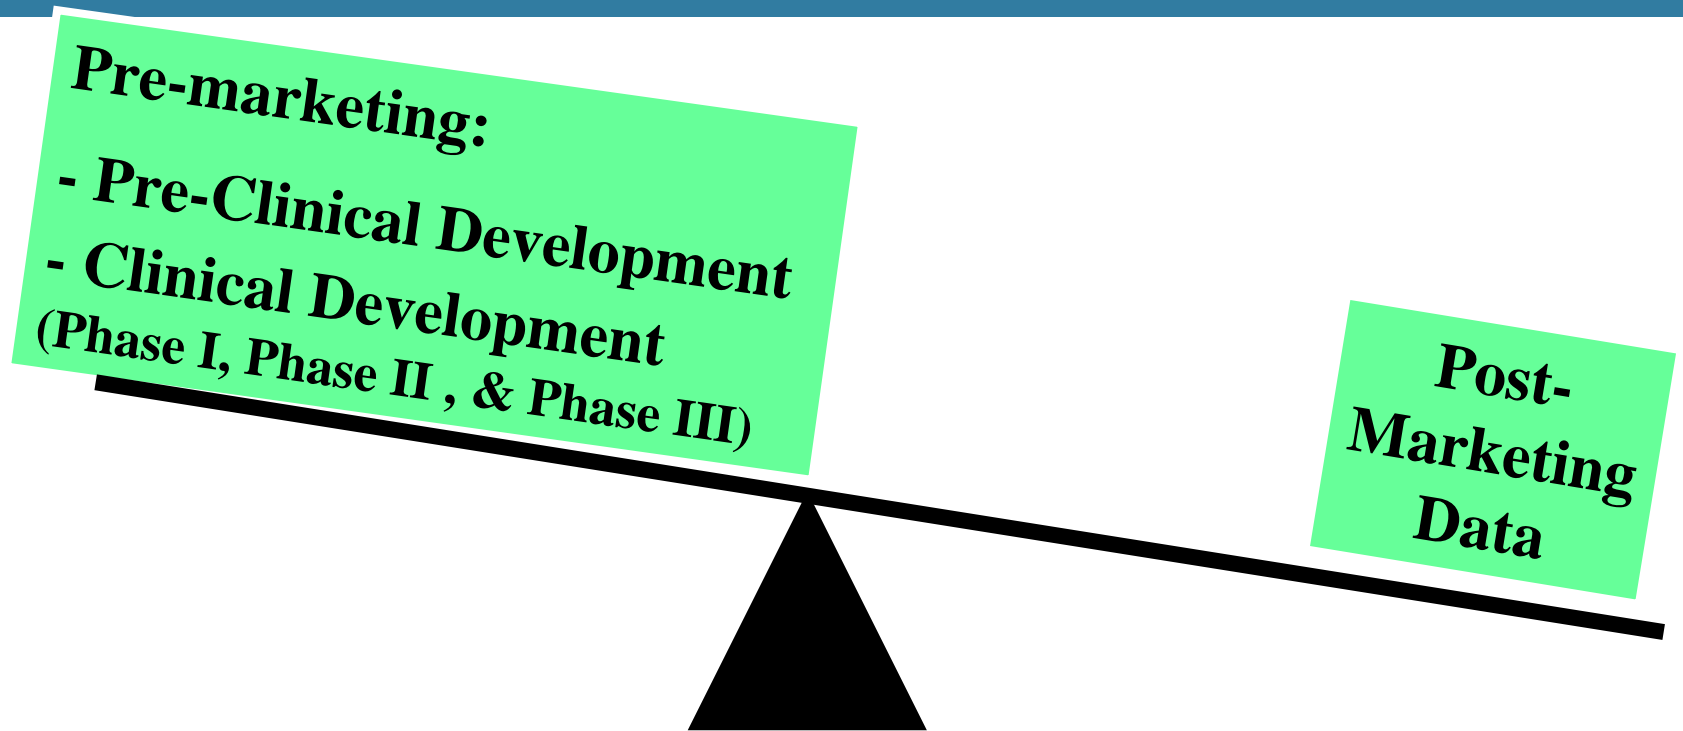 Pre-marketing:
- Pre-Clinical Development
- Clinical Development
(Phase I, Phase II , & Phase III)
Post-
Marketing
Data